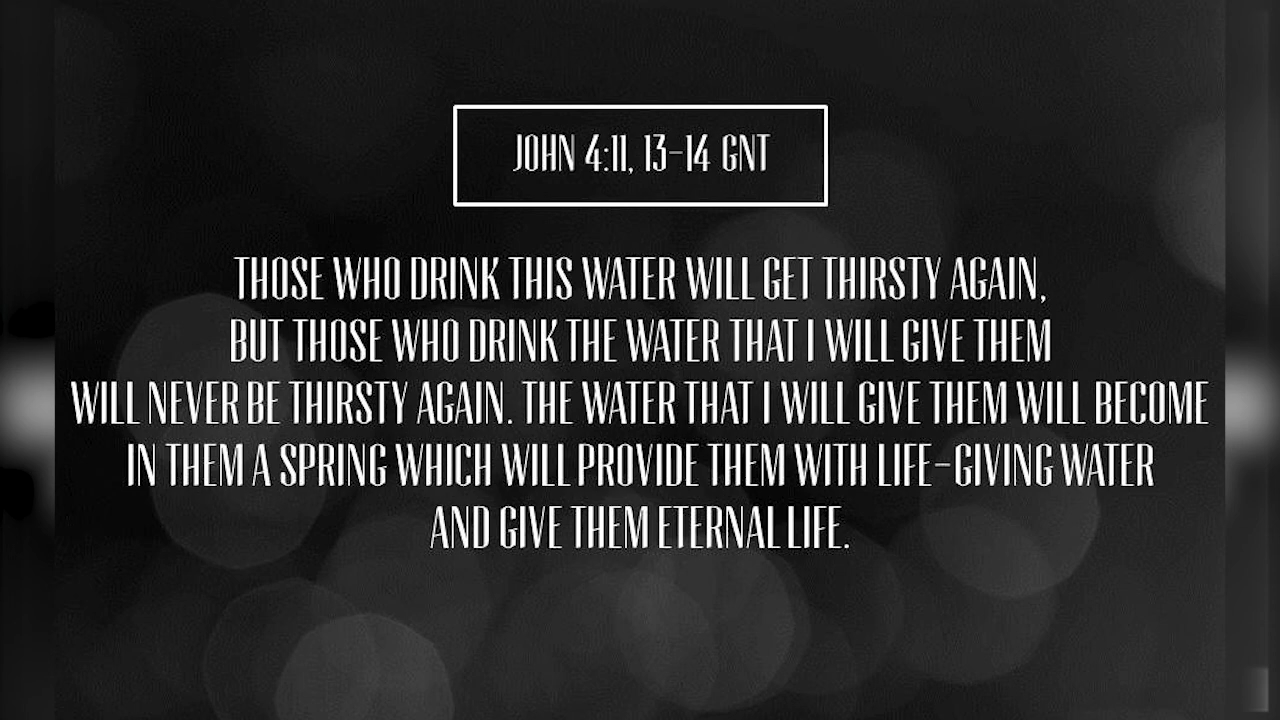 JOHN 4:11, 13-14 GNT
THOSE WHO DRINK THIS WATER WILL GET THIRSTY AGAIN,
BUT THOSE WHO DRINK THE WATER THAT I WILL GIVE THEM
WILL NEVER BE THIRSTY AGAIN. THE WATER THAT I WILL GIVE THEM WILL BECOME
IN THEM A SPRING WHICH WILL PROVIDE THEM WITH LIFE-GIVING WATER
AND GIVE THEM ETERNAL LIFE.